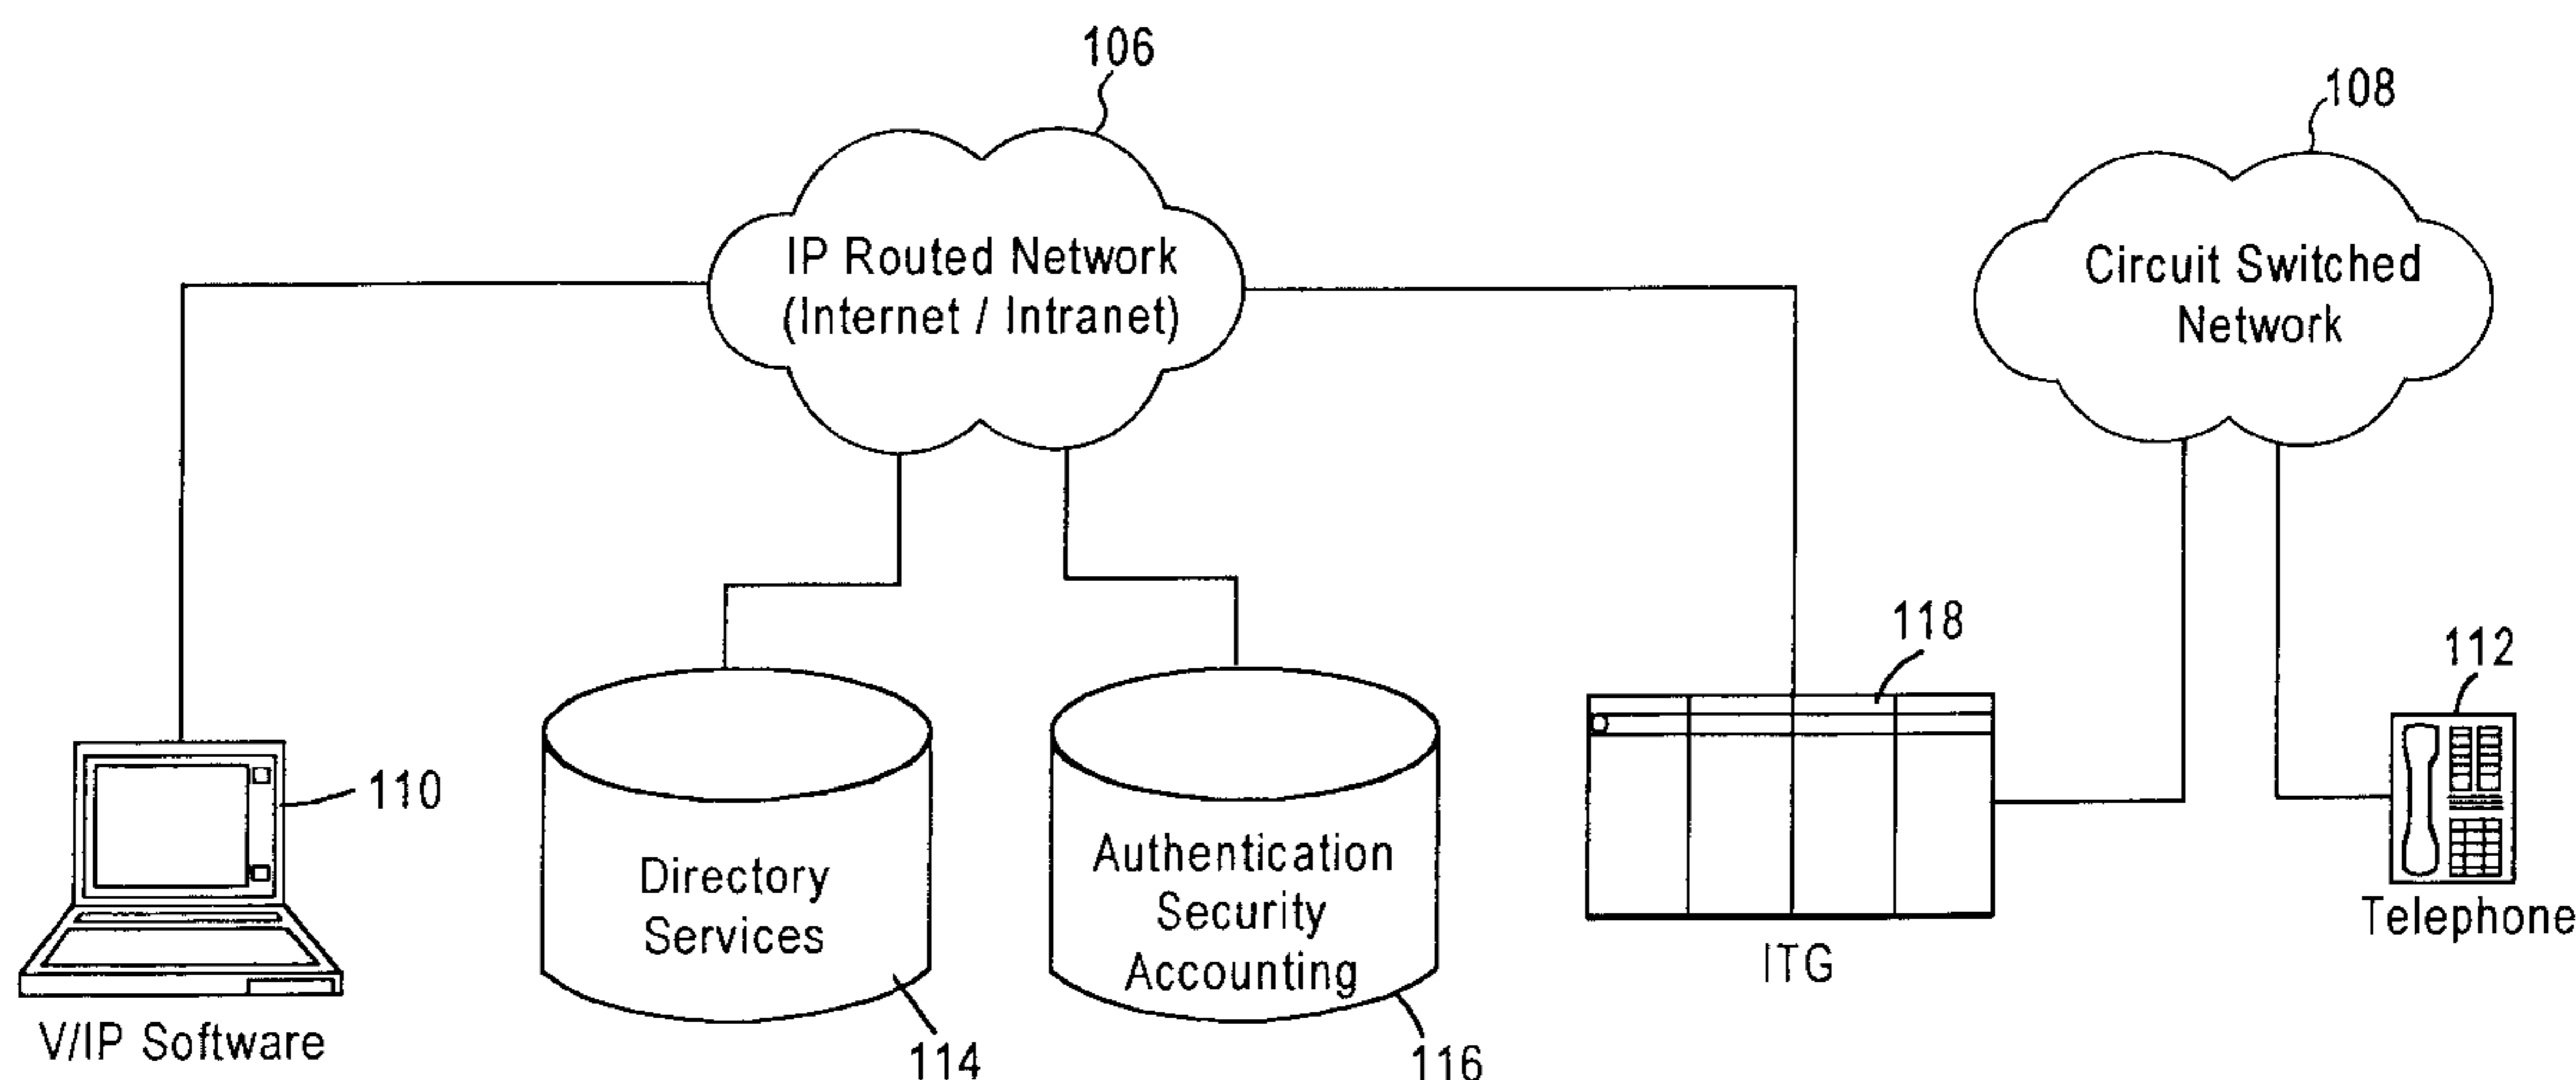 106
108
IP Routed Network
(Internet / Intranet)
Circuit Switched
Network
118
112
110
Directory
Services
Authentication
Security
Accounting
Telephone
ITG
V/IP Software
114
116